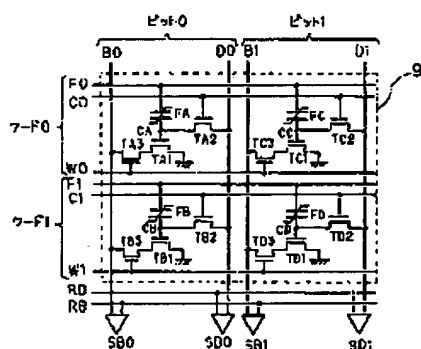 ビット0 ビット1
B0 D0 B1 D1
9
F0
C0
FA FC
ワード0
CA TA2 CC TC2
TA3 TA1 TC3 TC1
W0
F1
C1
FB FD
ワード1
CB TB2 CD TD2
TB3 TB1 TD3 TD1
W1
RD
RB
SB0 SD0 SB1 SD1